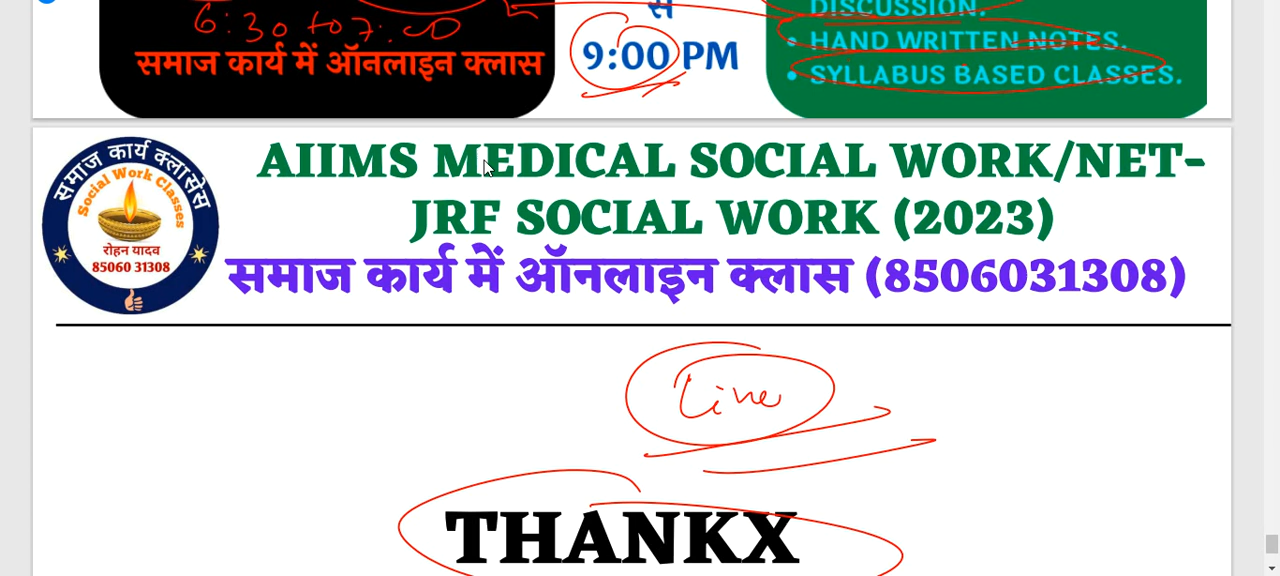 DISCUSSION.
से
6:30 to 7:00
• HAND WRITTEN NOTES.
9:00 PM
समाज कार्य में ऑनलाइन क्लास
• SYLLABUS BASED CLASSES.
समाज कार्य क्लासेस
Social Work Classes
रोहन यादव
85060 31308
AIIMS MEDICAL SOCIAL WORK/NET-
JRF SOCIAL WORK (2023)
समाज कार्य में ऑनलाइन क्लास (8506031308)
Live
THANKX